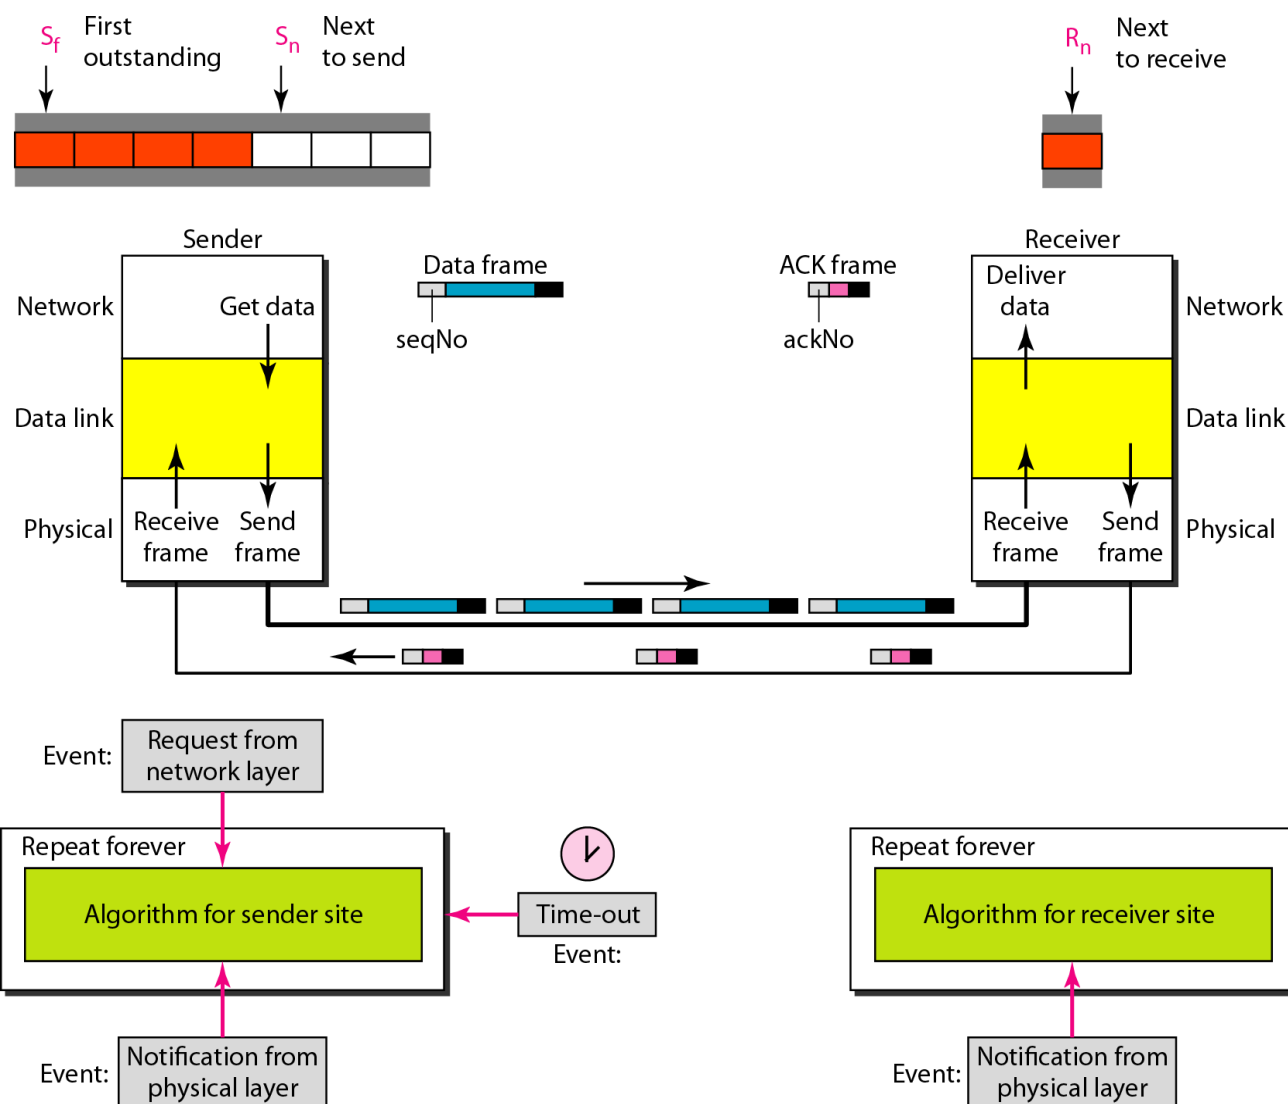 Sf First outstanding
Sn Next to send
Rn Next to receive
Sender
Receiver
Data frame
ACK frame
seqNo
ackNo
Network
Get data
Deliver data
Network
Data link
Data link
Physical
Receive frame
Send frame
Receive frame
Send frame
Physical
Event:
Request from network layer
Repeat forever
Algorithm for sender site
Time-out
Event:
Repeat forever
Algorithm for receiver site
Event:
Notification from physical layer
Event:
Notification from physical layer